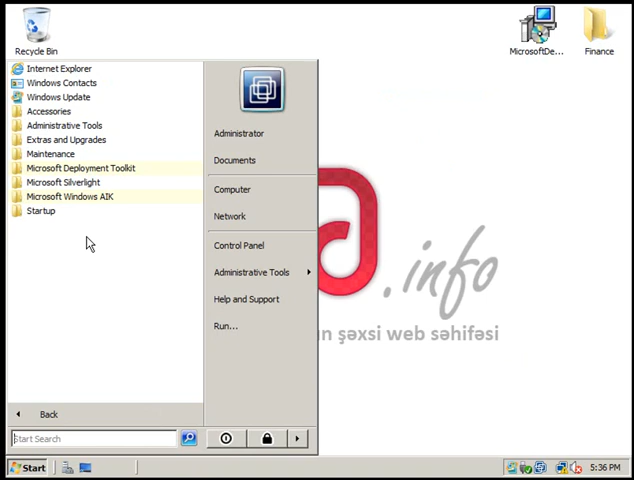 Recycle Bin
MicrosoftDe...
Finance
Internet Explorer
Windows Contacts
Windows Update
Accessories
Administrative Tools
Extras and Upgrades
Maintenance
Microsoft Deployment Toolkit
Microsoft Silverlight
Microsoft Windows AIK
Startup
Back
Start Search
Administrator
Documents
Computer
Network
Control Panel
Administrative Tools
Help and Support
Run...
.info
n şəxsi web səhifəsi
Start
5:36 PM